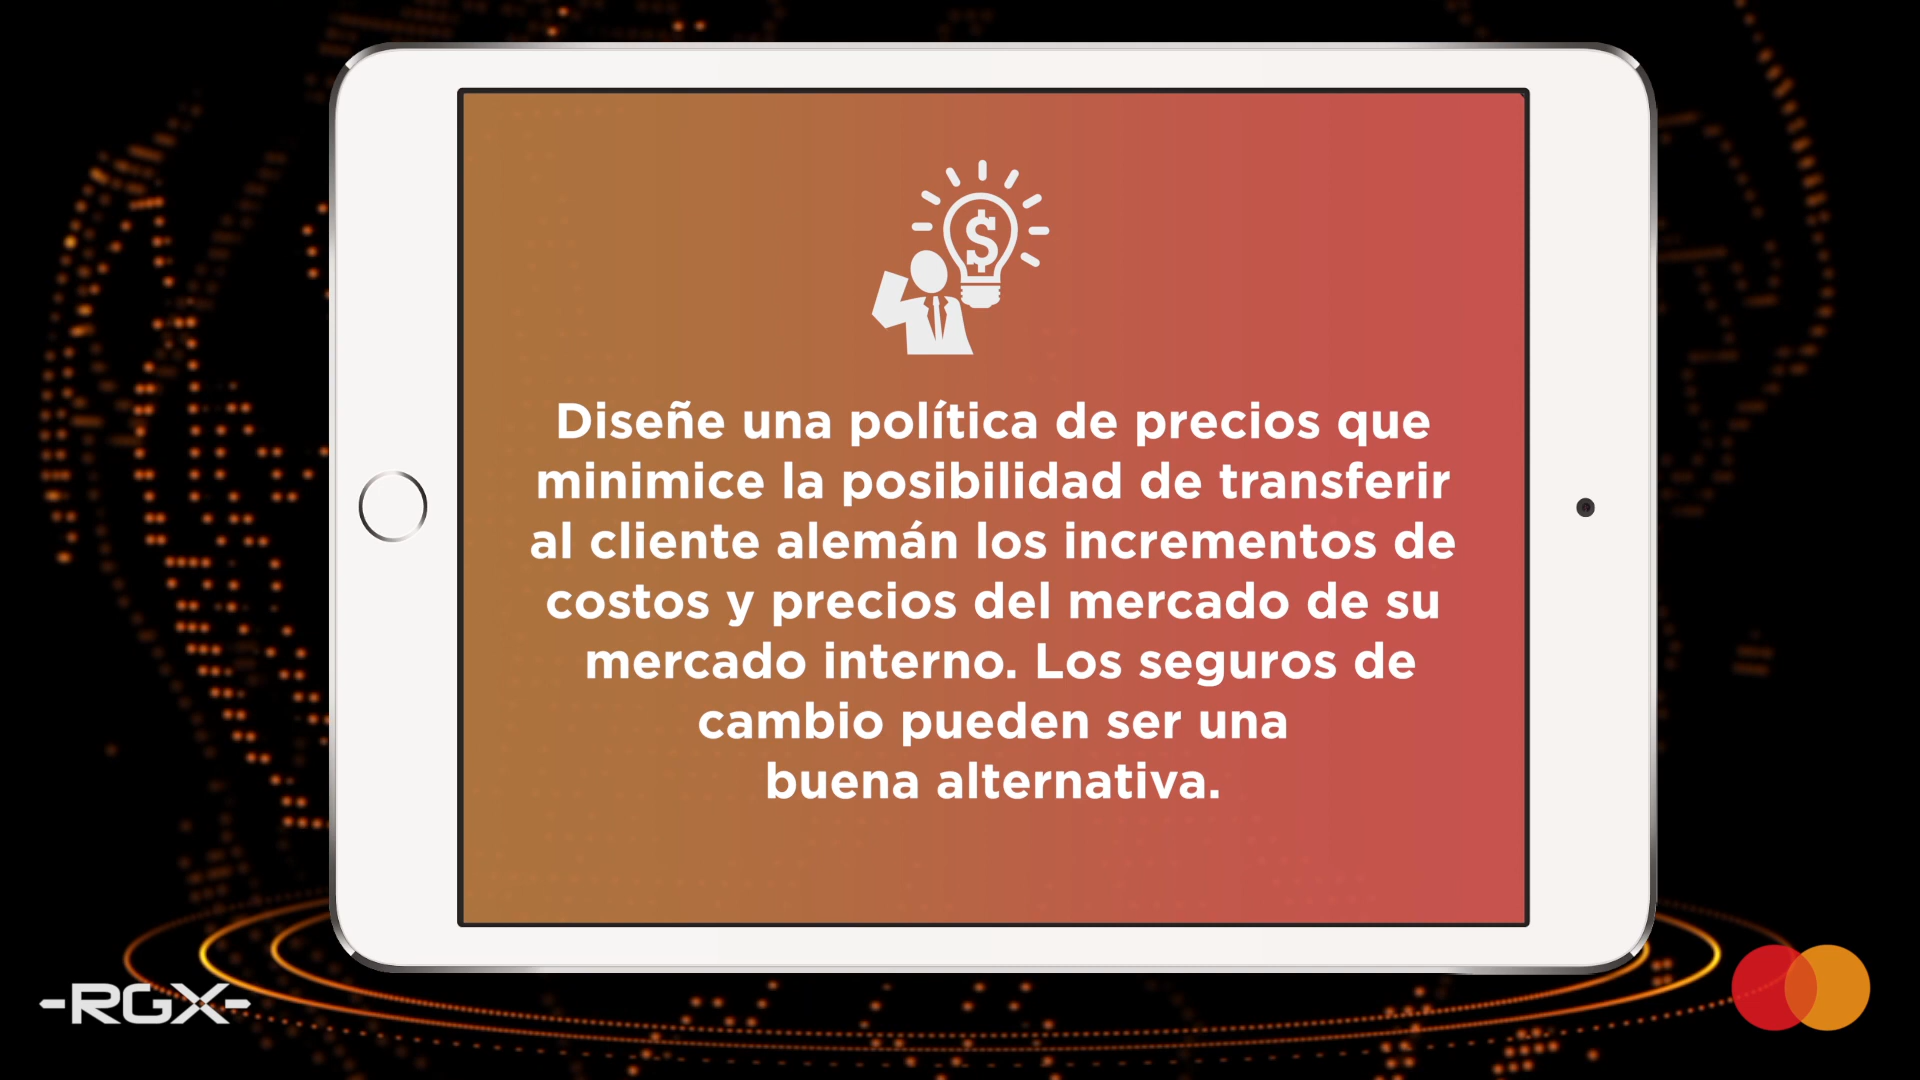 $
Diseñe una política de precios que
minimice la posibilidad de transferir
al cliente alemán los incrementos de
costos y precios del mercado de su
mercado interno. Los seguros de
cambio pueden ser una
buena alternativa.
-RGX-